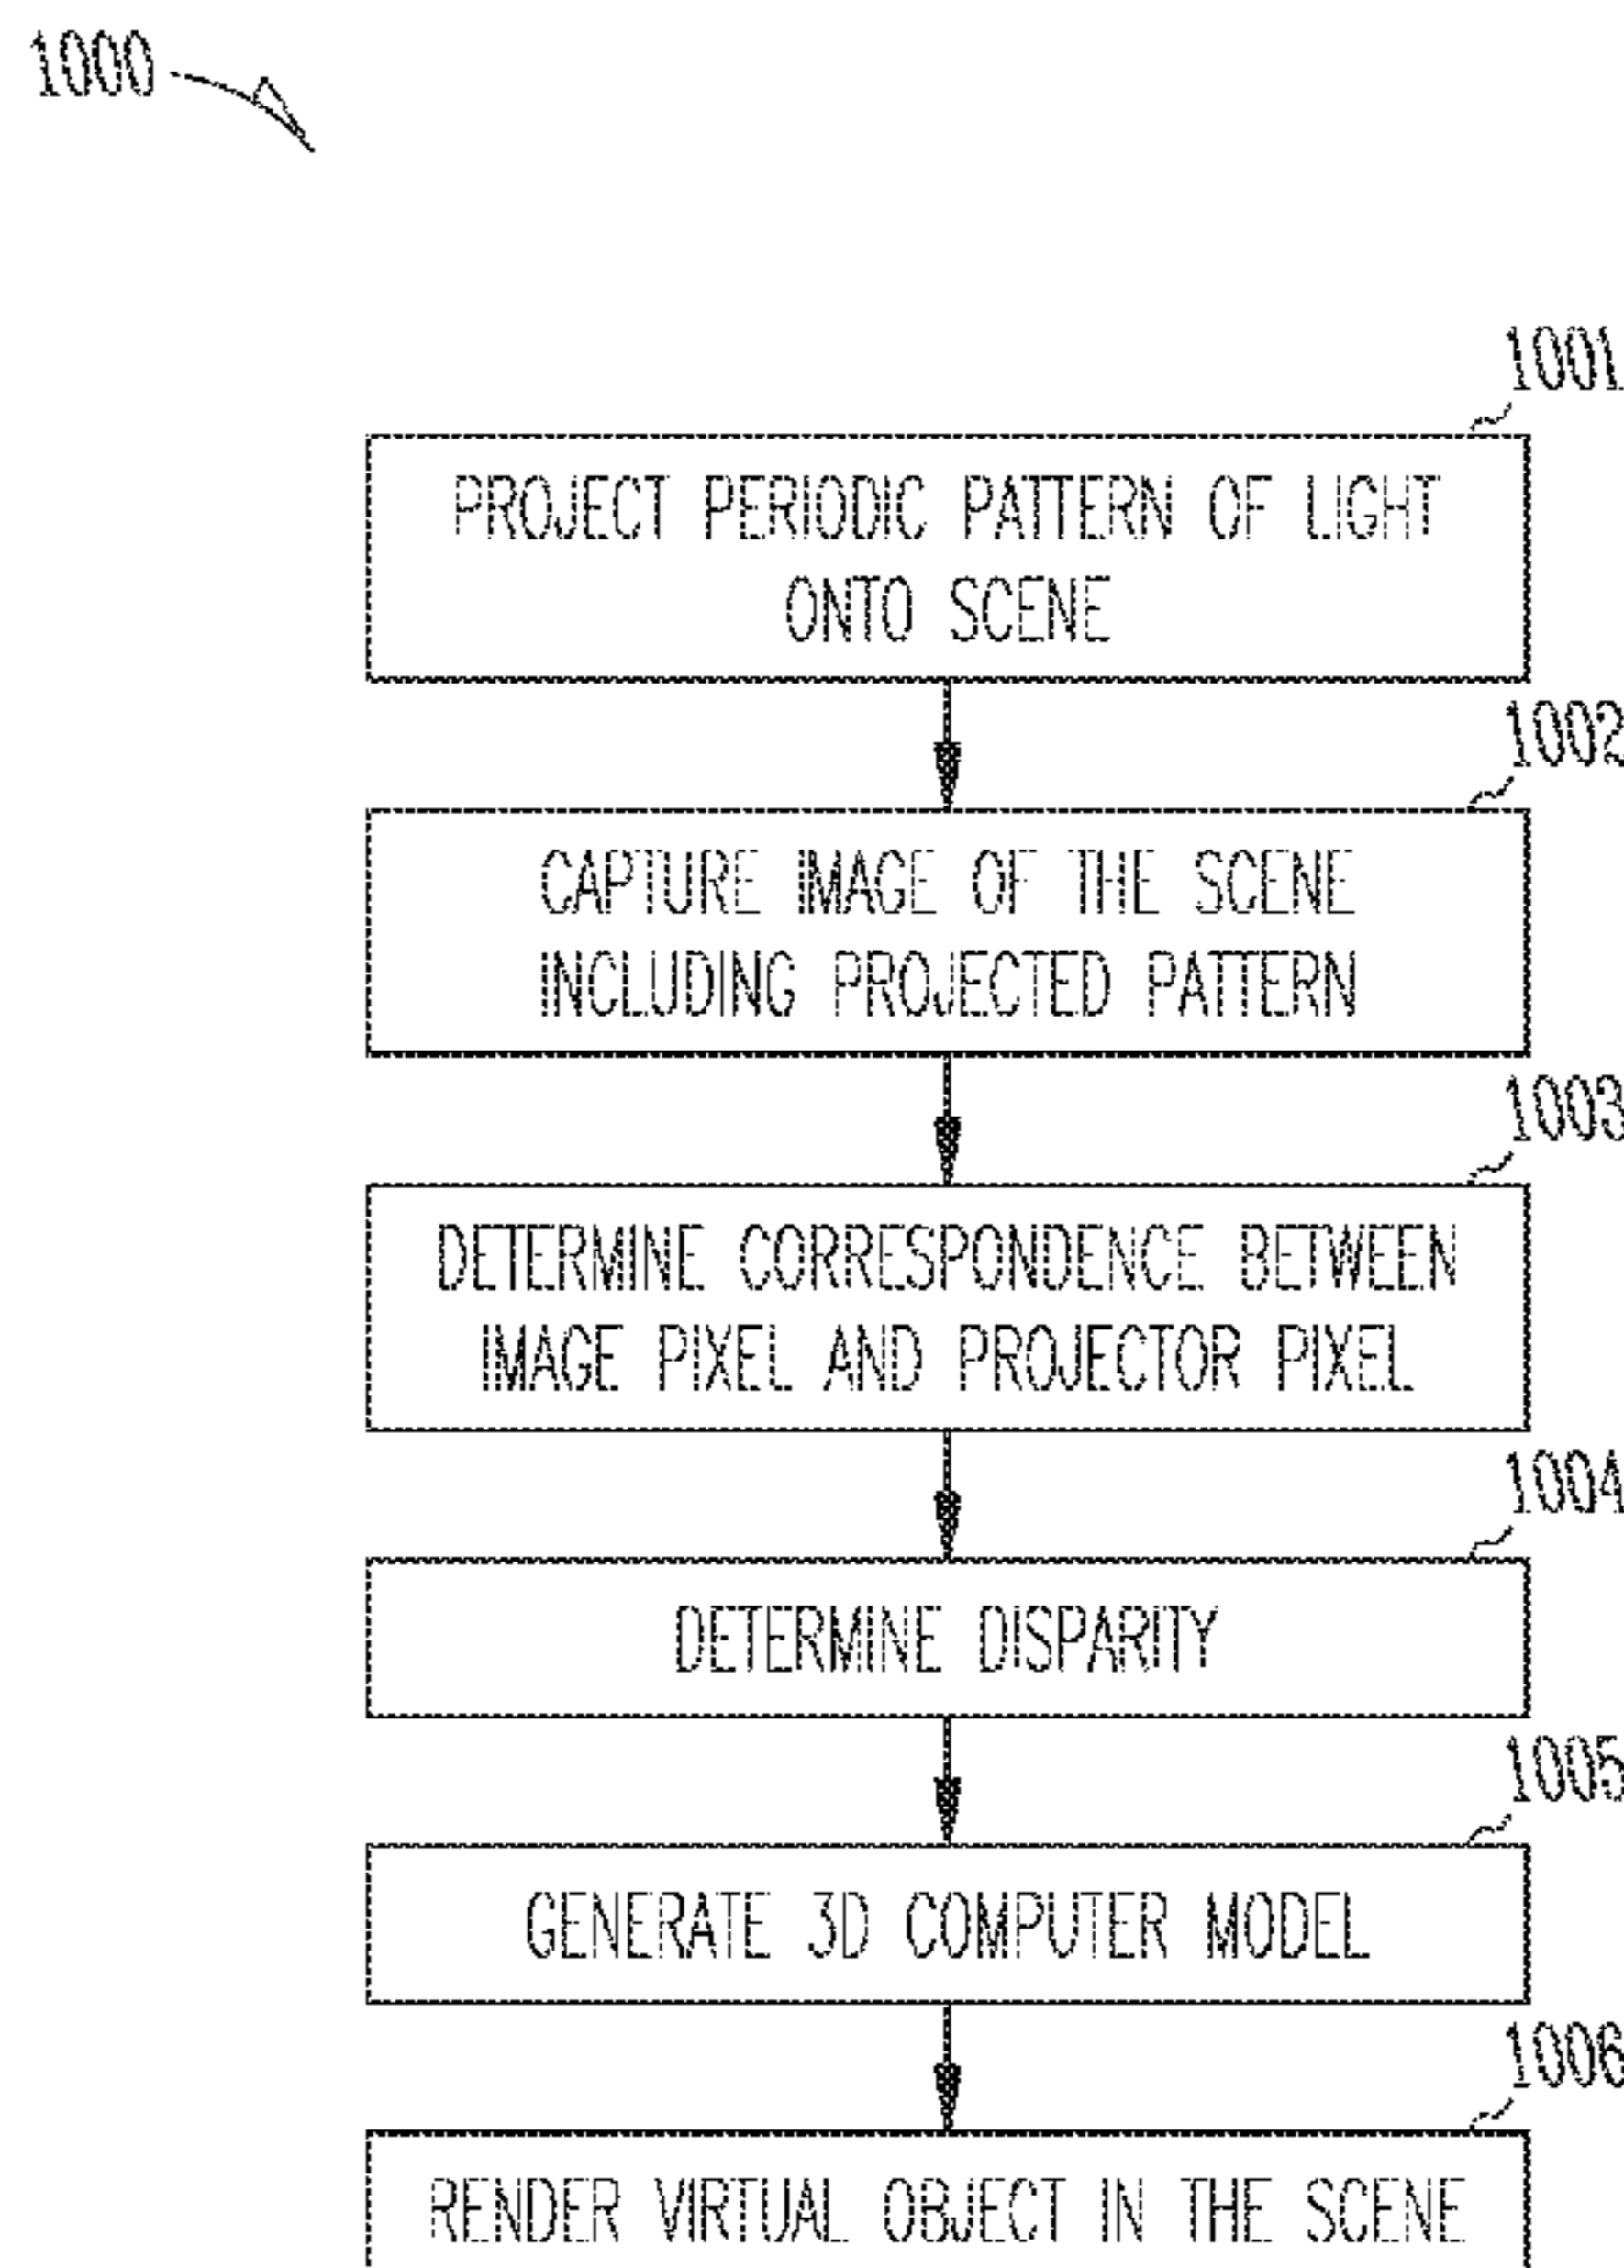 1000
1001
PROJECT PERIODIC PATTERN OF LIGHT
ONTO SCENE
1002
CAPTURE IMAGE OF THE SCENE
INCLUDING PROJECTED PATTERN
1003
DETERMINE CORRESPONDENCE BETWEEN
IMAGE PIXEL AND PROJECTOR PIXEL
1004
DETERMINE DISPARITY
1005
GENERATE 3D COMPUTER MODEL
1006
RENDER VIRTUAL OBJECT IN THE SCENE